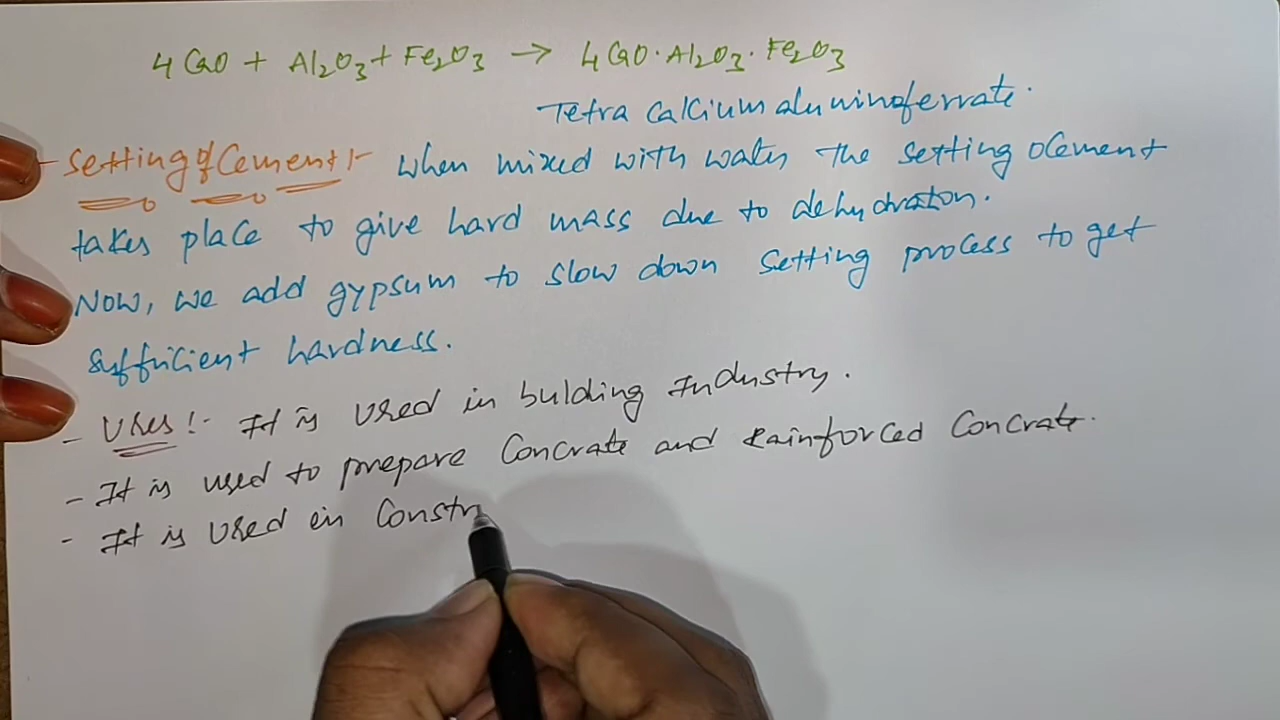 4CaO + Al2O3 + Fe2O3 → 4CaO·Al2O3·Fe2O3
Tetra calcium aluminoferrate.
- Setting of Cement :- when mixed with water the setting of cement
takes place to give hard mass due to dehydration.
Now, we add gypsum to slow down setting process to get
sufficient hardness.
- Uses :- It is used in bulding Industry.
- It is used to prepare Concrate and Rainforced Concrate.
- It is used in Constr